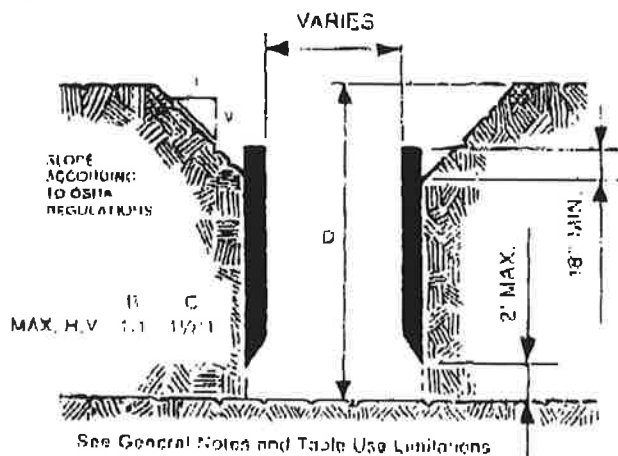 VARIES
SLOPE
ACCORDING
TO OSHA
REGULATIONS
D
18" MIN.
2' MAX.
B C
MAX. H:V 1:1 1½:1
See General Notes and Table Use Limitations